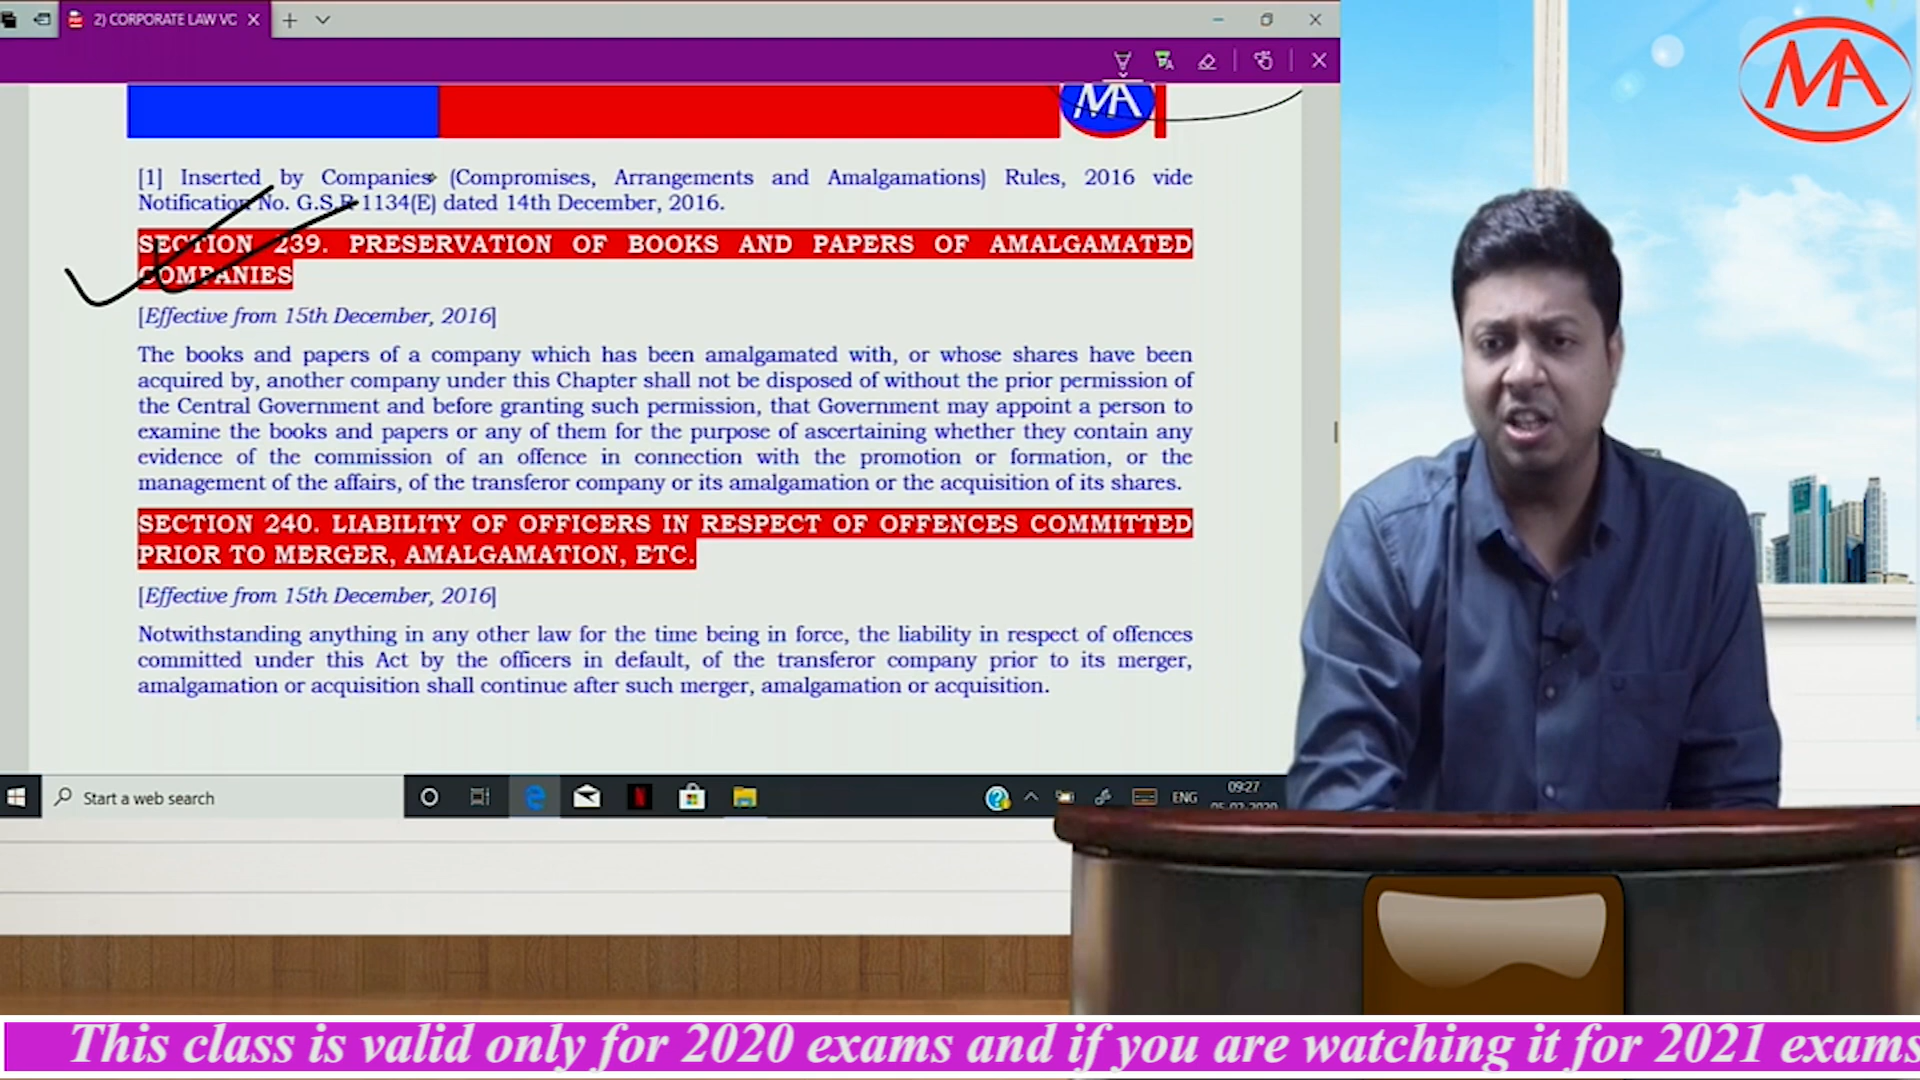 2) CORPORATE LAW VC
MA
MA
[1] Inserted by Companies (Compromises, Arrangements and Amalgamations) Rules, 2016 vide
Notification No. G.S.R 1134(E) dated 14th December, 2016.
SECTION 239. PRESERVATION OF BOOKS AND PAPERS OF AMALGAMATED
COMPANIES
[Effective from 15th December, 2016]
The books and papers of a company which has been amalgamated with, or whose shares have been
acquired by, another company under this Chapter shall not be disposed of without the prior permission of
the Central Government and before granting such permission, that Government may appoint a person to
examine the books and papers or any of them for the purpose of ascertaining whether they contain any
evidence of the commission of an offence in connection with the promotion or formation, or the
management of the affairs, of the transferor company or its amalgamation or the acquisition of its shares.
SECTION 240. LIABILITY OF OFFICERS IN RESPECT OF OFFENCES COMMITTED
PRIOR TO MERGER, AMALGAMATION, ETC.
[Effective from 15th December, 2016]
Notwithstanding anything in any other law for the time being in force, the liability in respect of offences
committed under this Act by the officers in default, of the transferor company prior to its merger,
amalgamation or acquisition shall continue after such merger, amalgamation or acquisition.
Start a web search
ENG
09:27
05-02-2020
This class is valid only for 2020 exams and if you are watching it for 2021 exams